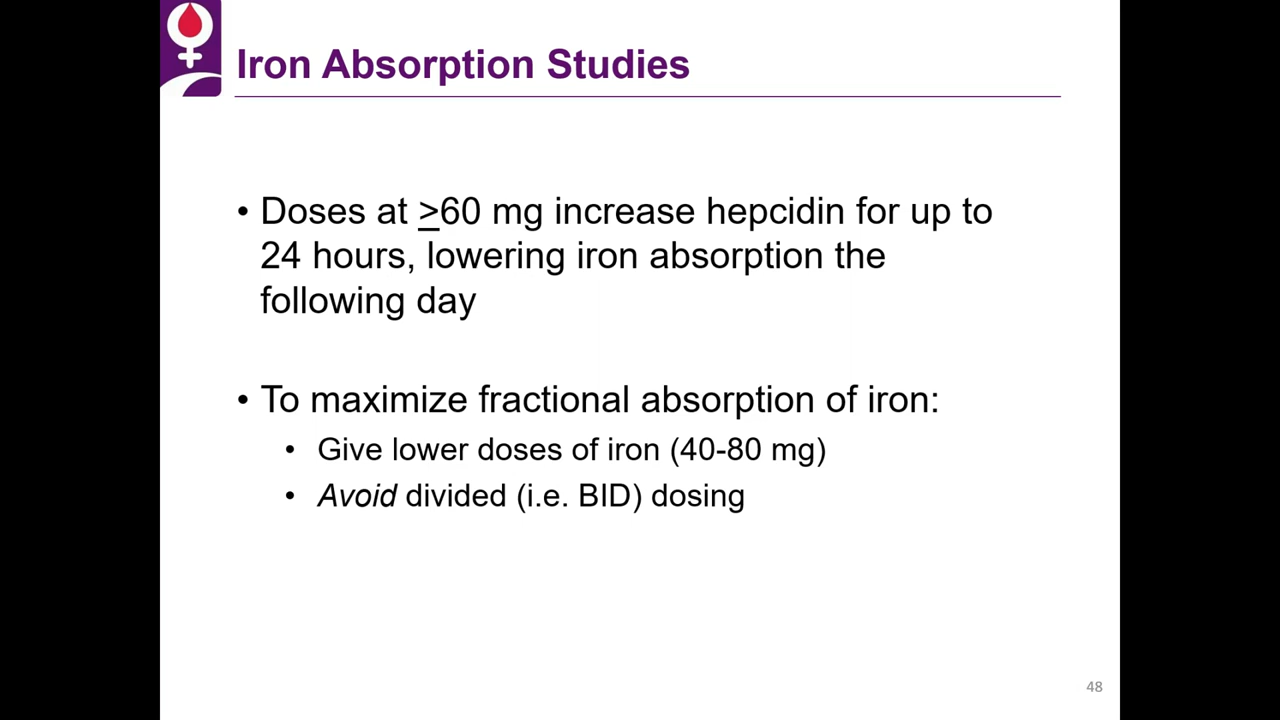 Iron Absorption Studies
• Doses at >60 mg increase hepcidin for up to
24 hours, lowering iron absorption the
following day
• To maximize fractional absorption of iron:
• Give lower doses of iron (40-80 mg)
• Avoid divided (i.e. BID) dosing
48